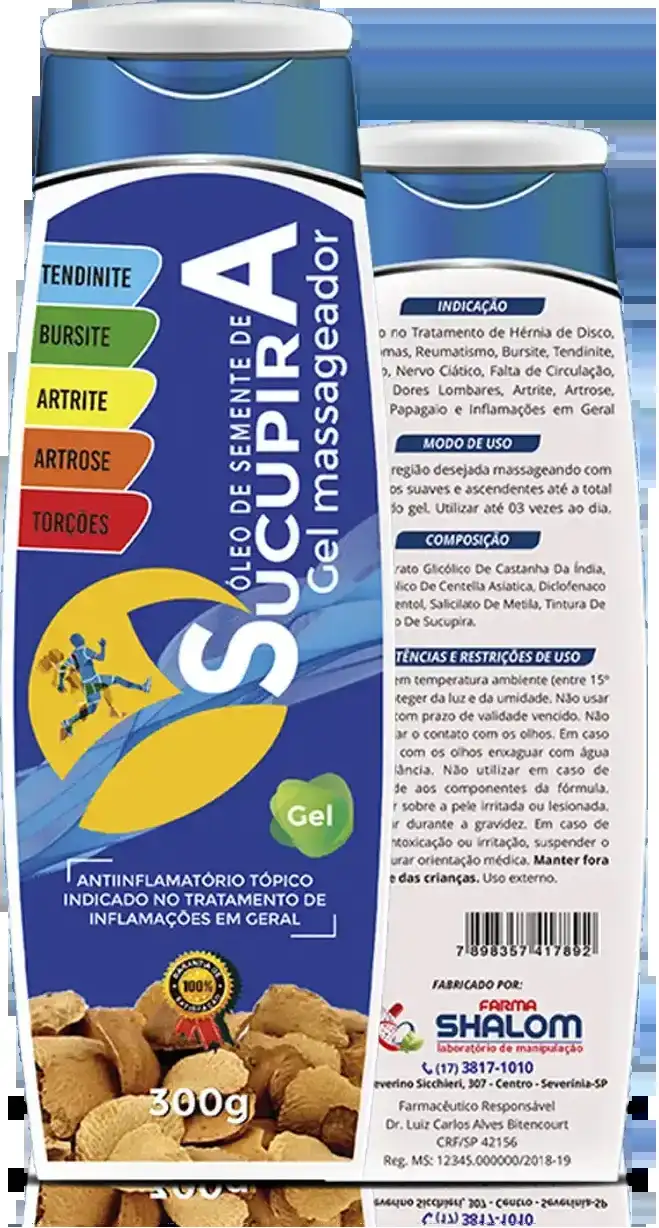 TENDINITE
BURSITE
ARTRITE
ARTROSE
TORÇÕES
ÓLEO DE SEMENTE DE
SUCUPIRA
Gel massageador
Gel
ANTIINFLAMATÓRIO TÓPICO
INDICADO NO TRATAMENTO DE
INFLAMAÇÕES EM GERAL
GARANTIA DE
100%
SATISFAÇÃO
300g
INDICAÇÃO
no Tratamento de Hérnia de Disco,
Reumatismo, Bursite, Tendinite,
Nervo Ciático, Falta de Circulação,
Dores Lombares, Artrite, Artrose,
Papagaio e Inflamações em Geral
MODO DE USO
região desejada massageando com
suaves e ascendentes até a total
gel. Utilizar até 03 vezes ao dia.
COMPOSIÇÃO
Glicólico De Castanha Da Índia,
De Centella Asiatica, Diclofenaco
Salicilato De Metila, Tintura De
De Sucupira.
E RESTRIÇÕES DE USO
em temperatura ambiente (entre 15°
da luz e da umidade. Não usar
com prazo de validade vencido. Não
o contato com os olhos. Em caso
com os olhos enxaguar com água
Não utilizar em caso de
aos componentes da fórmula.
sobre a pele irritada ou lesionada.
durante a gravidez. Em caso de
ou irritação, suspender o
orientação médica. Manter fora
das crianças. Uso externo.
7 898357 417892
FABRICADO POR:
FARMA
SHALOM
laboratório de manipulação
(17) 3817-1010
Sicchieri, 307 - Centro - Severínia-SP
Farmacêutico Responsável
Dr. Luiz Carlos Alves Bitencourt
CRF/SP 42156
Reg. MS: 12345.000000/2018-19